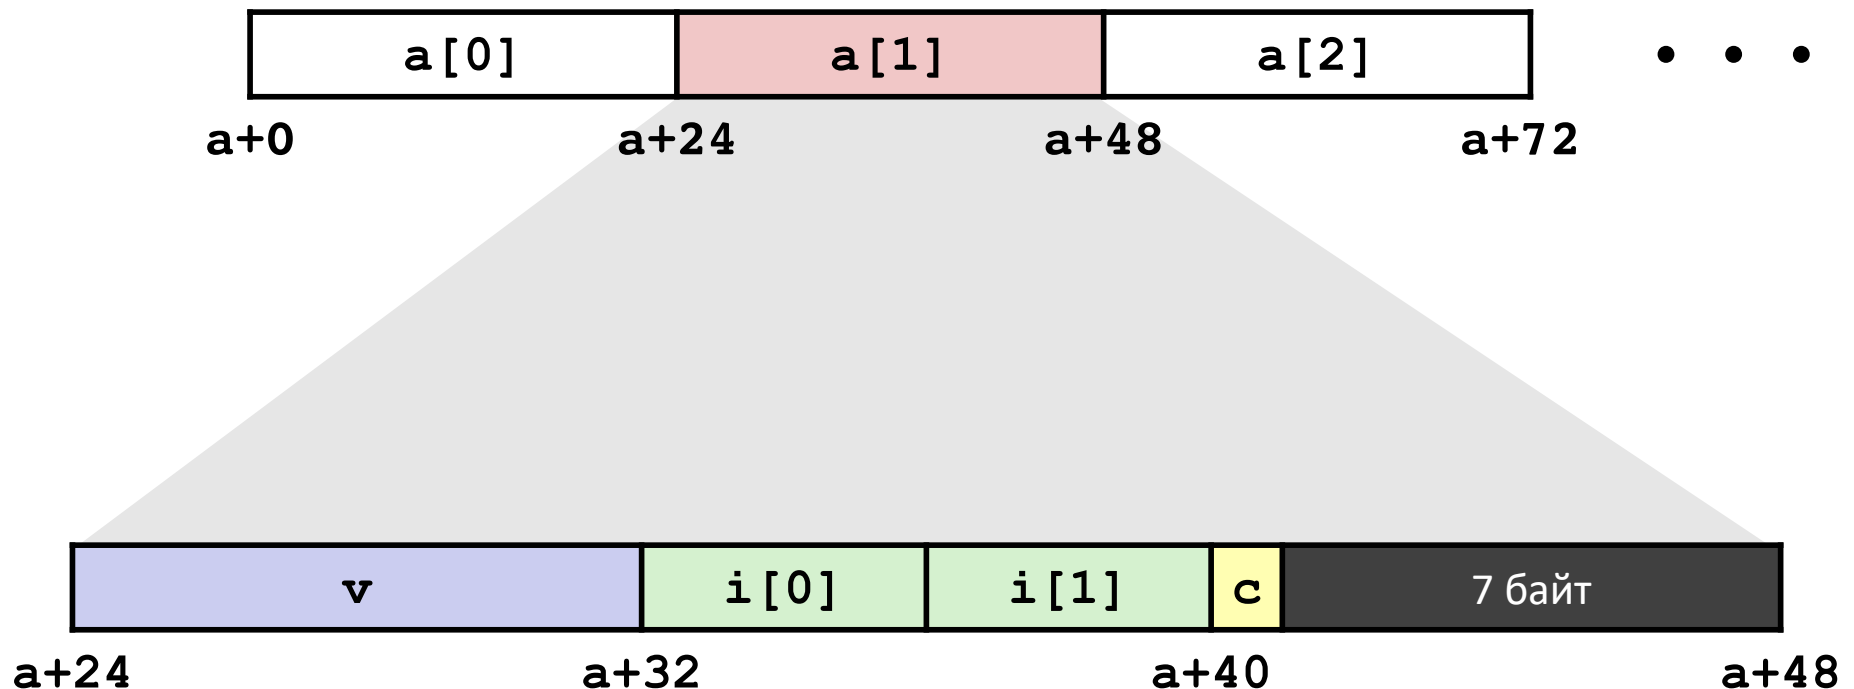 a[0] a[1] a[2] • • •
a+0 a+24 a+48 a+72
v i[0] i[1] c 7 байт
a+24 a+32 a+40 a+48